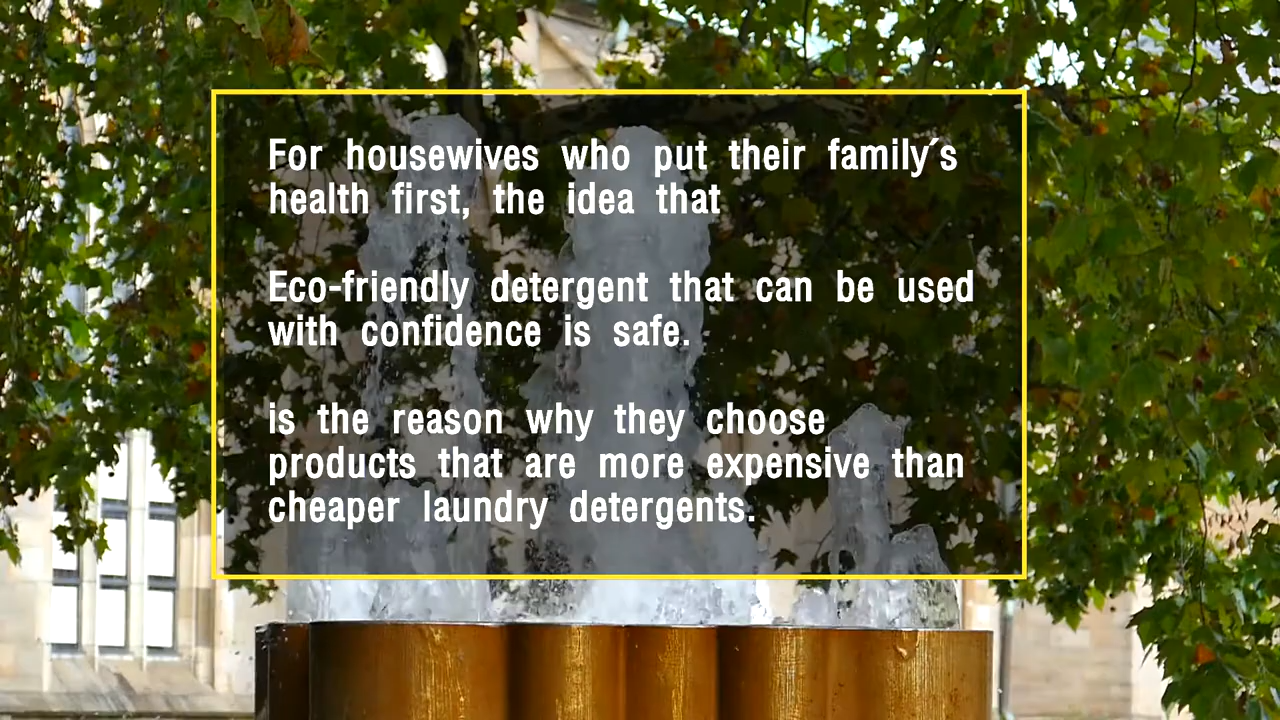 For housewives who put their family´s
health first, the idea that
Eco-friendly detergent that can be used
with confidence is safe.
is the reason why they choose
products that are more expensive than
cheaper laundry detergents.